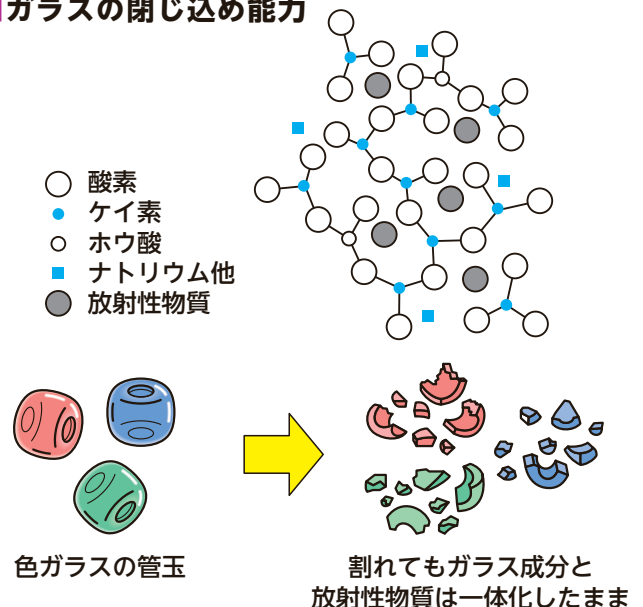 ガラスの閉じ込め能力
酸素
ケイ素
ホウ酸
ナトリウム他
放射性物質
色ガラスの管玉
割れてもガラス成分と
放射性物質は一体化したまま